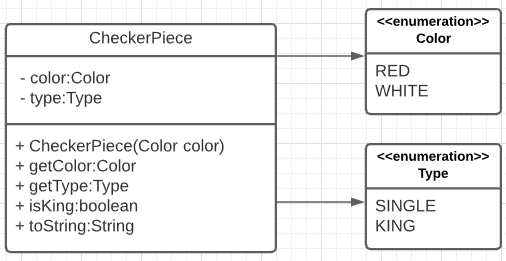 CheckerPiece
- color:Color
- type:Type
+ CheckerPiece(Color color)
+ getColor:Color
+ getType:Type
+ isKing:boolean
+ toString:String
<<enumeration>>
Color
RED
WHITE
<<enumeration>>
Type
SINGLE
KING